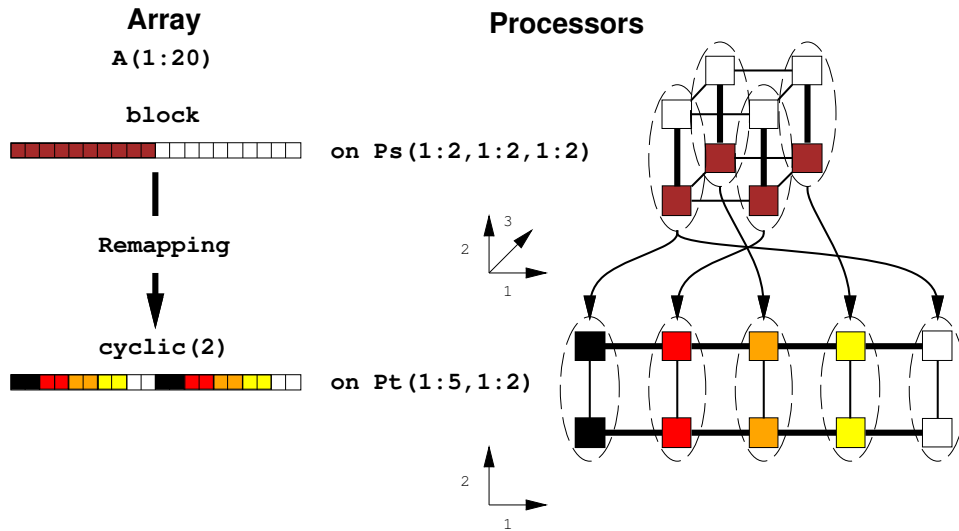 Array
Processors
A(1:20)
block
on Ps(1:2,1:2,1:2)
3
2
1
Remapping
cyclic(2)
on Pt(1:5,1:2)
2
1